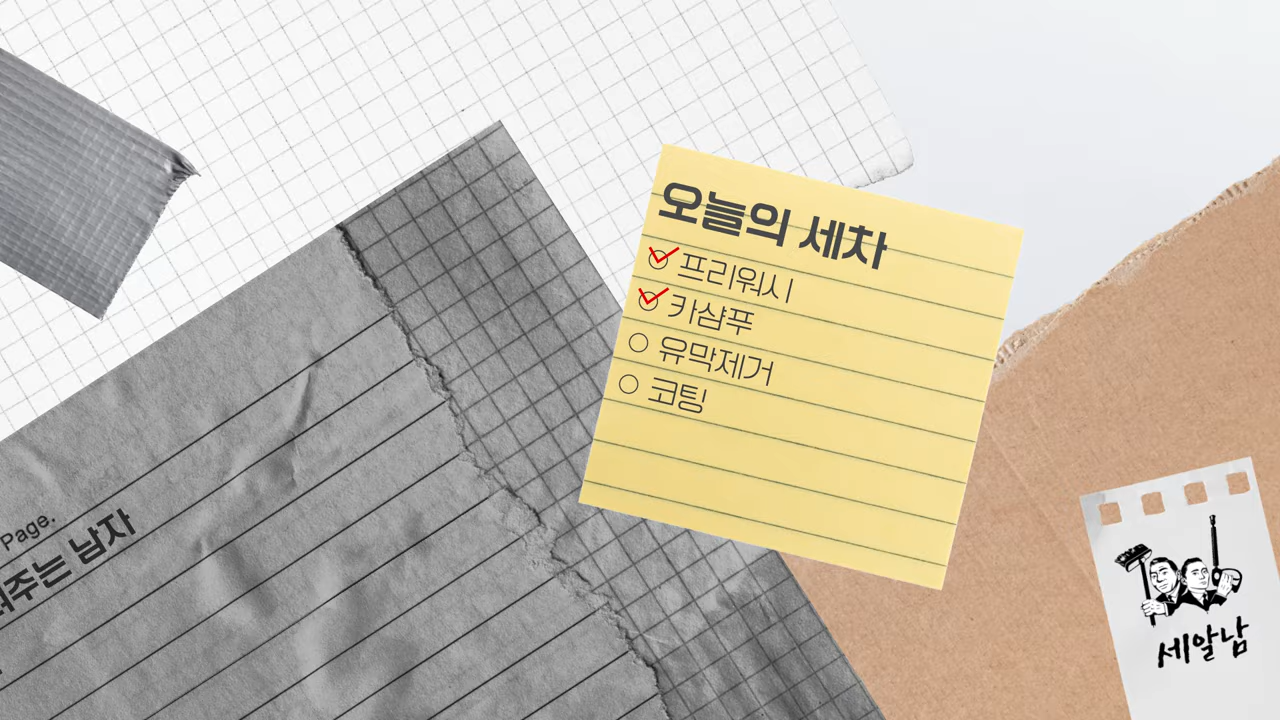 오늘의 세차
프리워시
카샴푸
유막제거
코팅
Page.
주는 남자
세알남